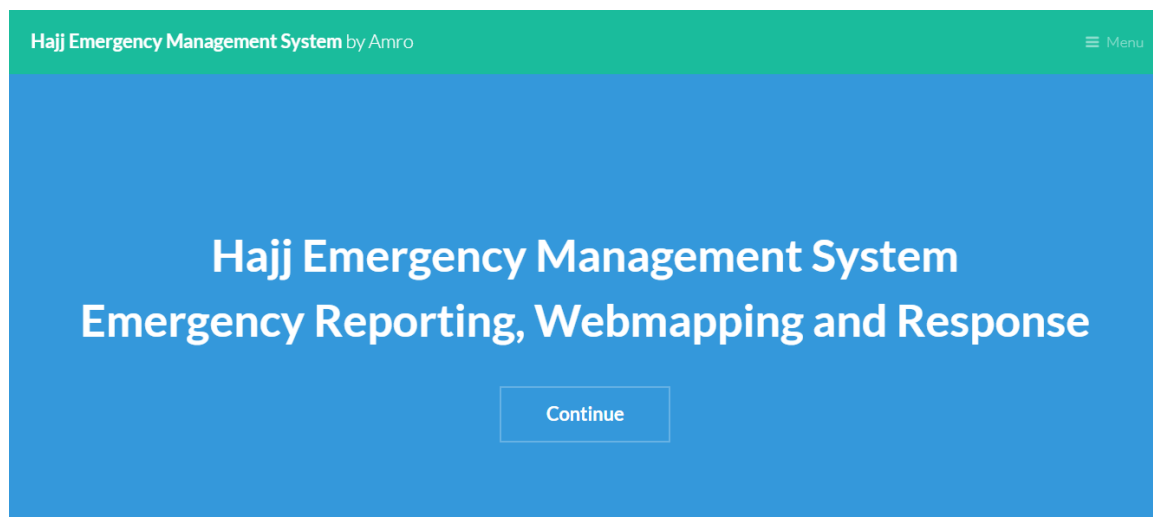 Hajj Emergency Management System by Amro
Menu
Hajj Emergency Management System
Emergency Reporting, Webmapping and Response
Continue